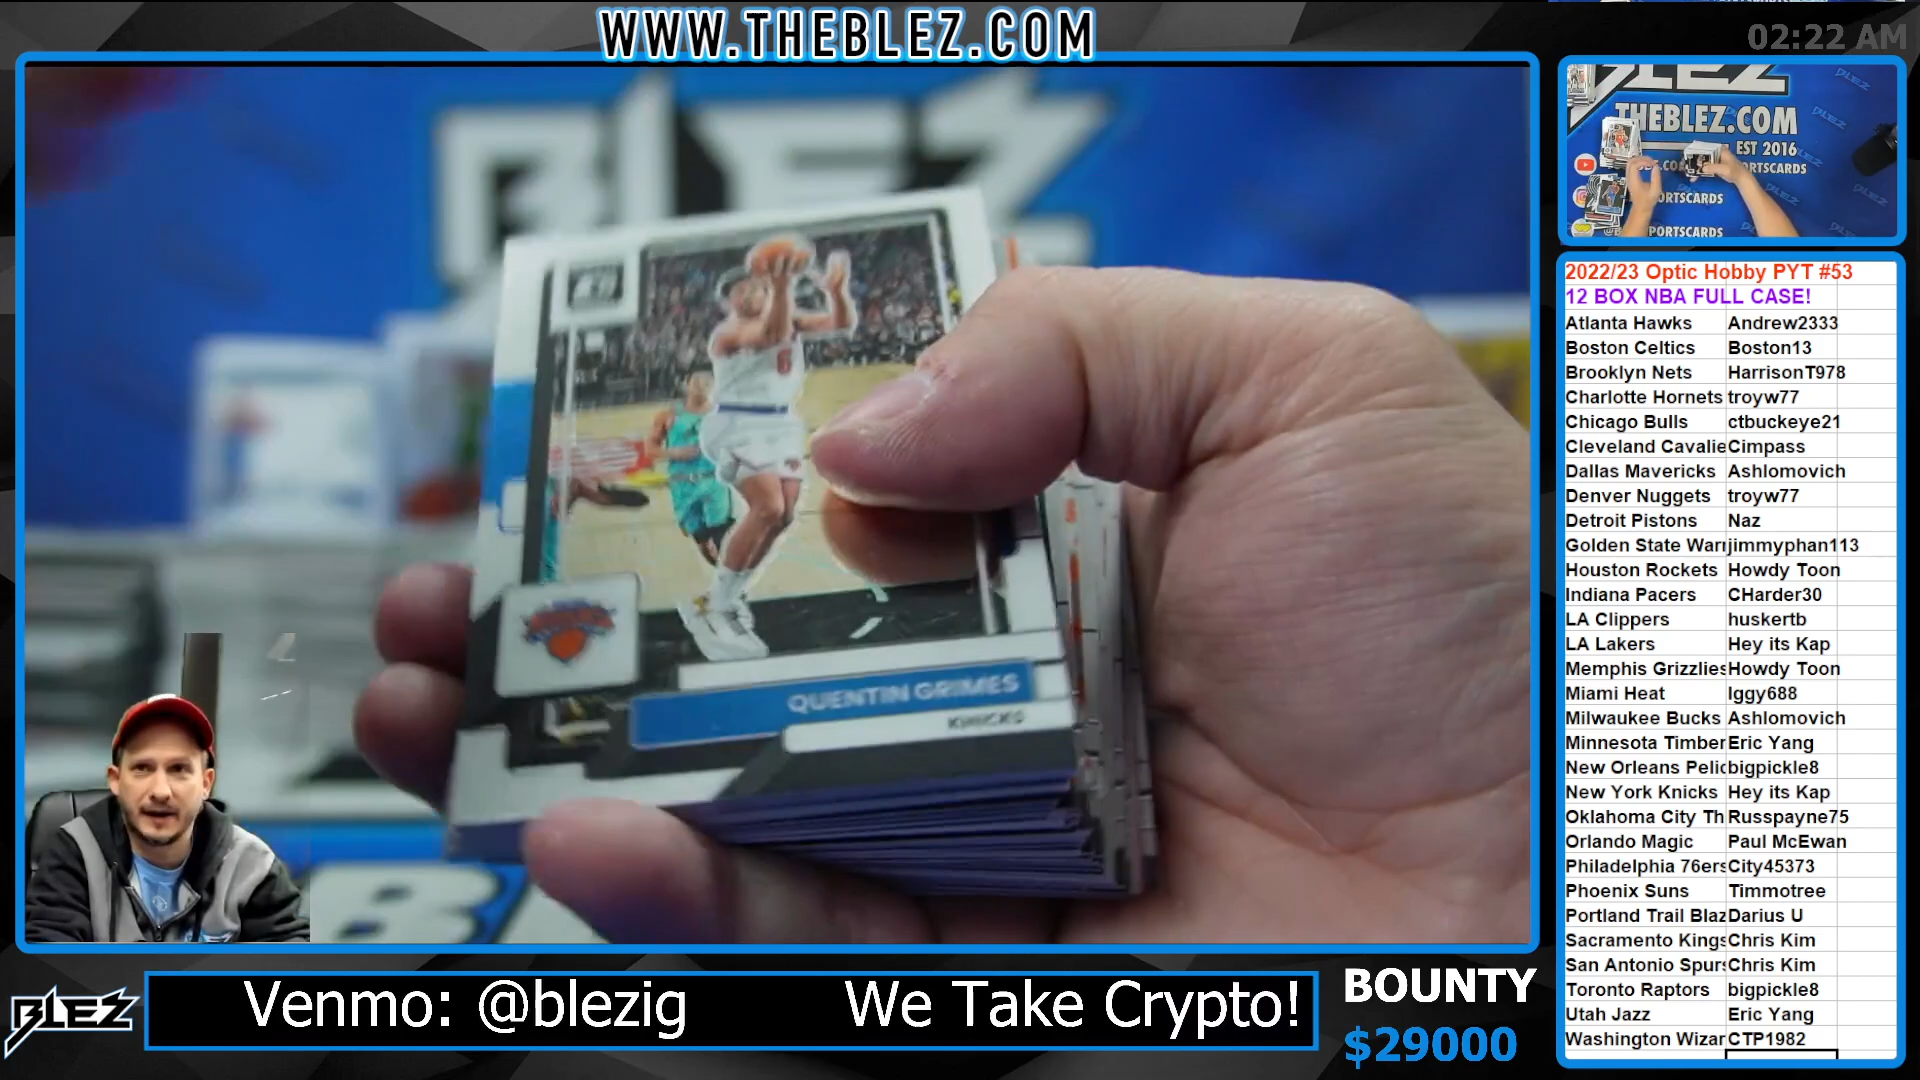 WWW.THEBLEZ.COM
02:22 AM
BLEZ
THEBLEZ.COM
EST 2016
QUENTIN GRIMES
KNICKS
2022/23 Optic Hobby PYT #53
12 BOX NBA FULL CASE!
Atlanta Hawks Andrew2333
Boston Celtics Boston13
Brooklyn Nets HarrisonT978
Charlotte Hornets troyw77
Chicago Bulls ctbuckeye21
Cleveland Cavalie Cimpass
Dallas Mavericks Ashlomovich
Denver Nuggets troyw77
Detroit Pistons Naz
Golden State Warr jimmyphan113
Houston Rockets Howdy Toon
Indiana Pacers CHarder30
LA Clippers huskertb
LA Lakers Hey its Kap
Memphis Grizzlies Howdy Toon
Miami Heat Iggy688
Milwaukee Bucks Ashlomovich
Minnesota Timber Eric Yang
New Orleans Pelic bigpickle8
New York Knicks Hey its Kap
Oklahoma City Th Russpayne75
Orlando Magic Paul McEwan
Philadelphia 76ers City45373
Phoenix Suns Timmotree
Portland Trail Blaz Darius U
Sacramento Kings Chris Kim
San Antonio Spurs Chris Kim
Toronto Raptors bigpickle8
Utah Jazz Eric Yang
Washington Wizar CTP1982
BLEZ
Venmo: @blezig We Take Crypto!
BOUNTY
$29000